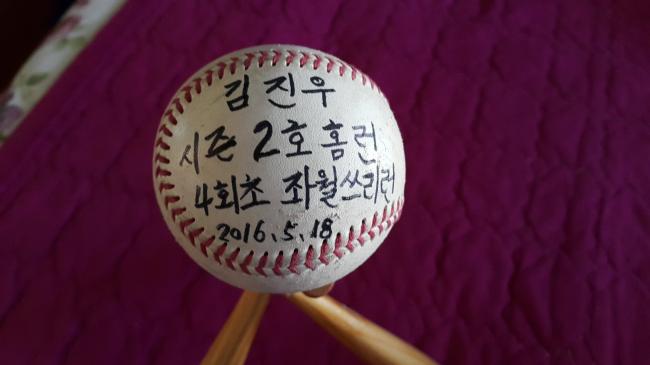 김진우
시즌 2호 홈런
4회초 좌월쓰리런
2016.5.18